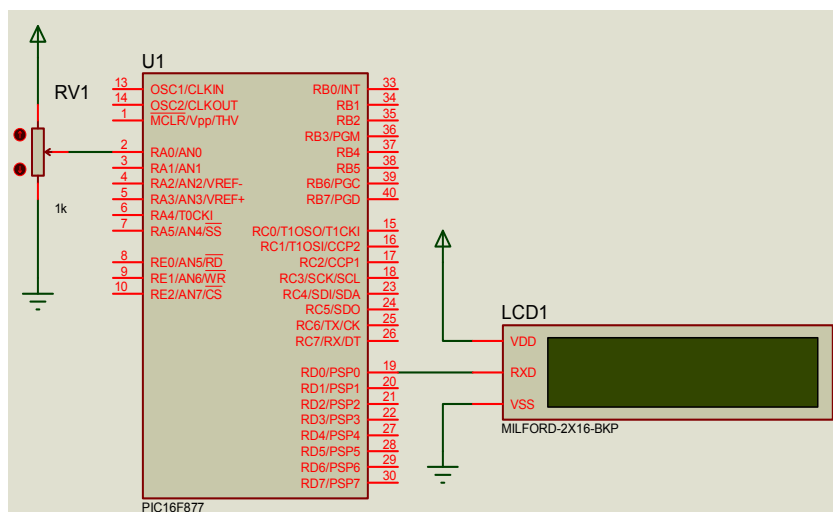 U1
RV1
1k
13 OSC1/CLKIN
14 OSC2/CLKOUT
1 MCLR/Vpp/THV
2 RA0/AN0
3 RA1/AN1
4 RA2/AN2/VREF-
5 RA3/AN3/VREF+
6 RA4/T0CKI
7 RA5/AN4/SS
8 RE0/AN5/RD
9 RE1/AN6/WR
10 RE2/AN7/CS
RB0/INT 33
RB1 34
RB2 35
RB3/PGM 36
RB4 37
RB5 38
RB6/PGC 39
RB7/PGD 40
RC0/T1OSO/T1CKI 15
RC1/T1OSI/CCP2 16
RC2/CCP1 17
RC3/SCK/SCL 18
RC4/SDI/SDA 23
RC5/SDO 24
RC6/TX/CK 25
RC7/RX/DT 26
RD0/PSP0 19
RD1/PSP1 20
RD2/PSP2 21
RD3/PSP3 22
RD4/PSP4 27
RD5/PSP5 28
RD6/PSP6 29
RD7/PSP7 30
PIC16F877
LCD1
VDD
RXD
VSS
MILFORD-2X16-BKP